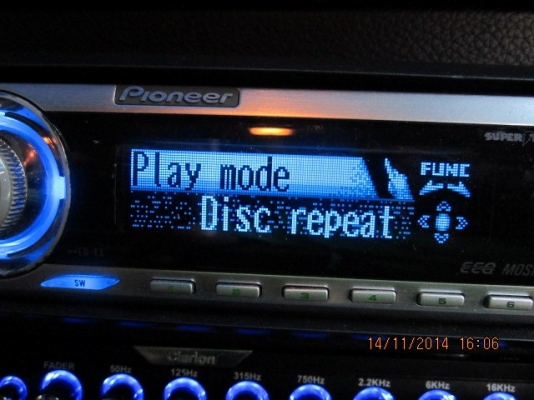 Pioneer
SUPER
Play mode
FUNC
Disc repeat
EEQ MOSF
SW
1 2 3 4 5 6
14/11/2014 16:06
Clarion
FADER 50Hz 125Hz 315Hz 750Hz 2.2KHz 6KHz 16KHz